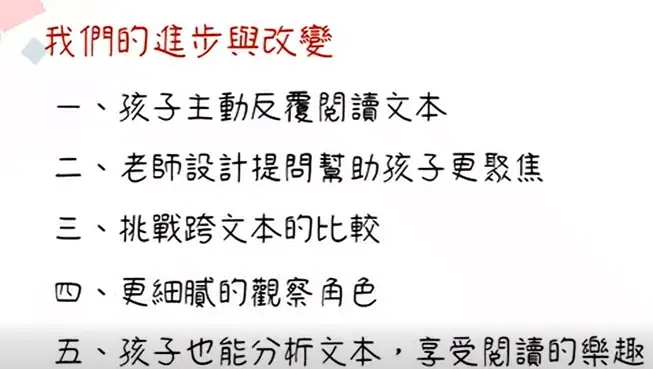 我們的進步與改變
一、孩子主動反覆閱讀文本
二、老師設計提問幫助孩子更聚焦
三、挑戰跨文本的比較
四、更細膩的觀察角色
五、孩子也能分析文本，享受閱讀的樂趣